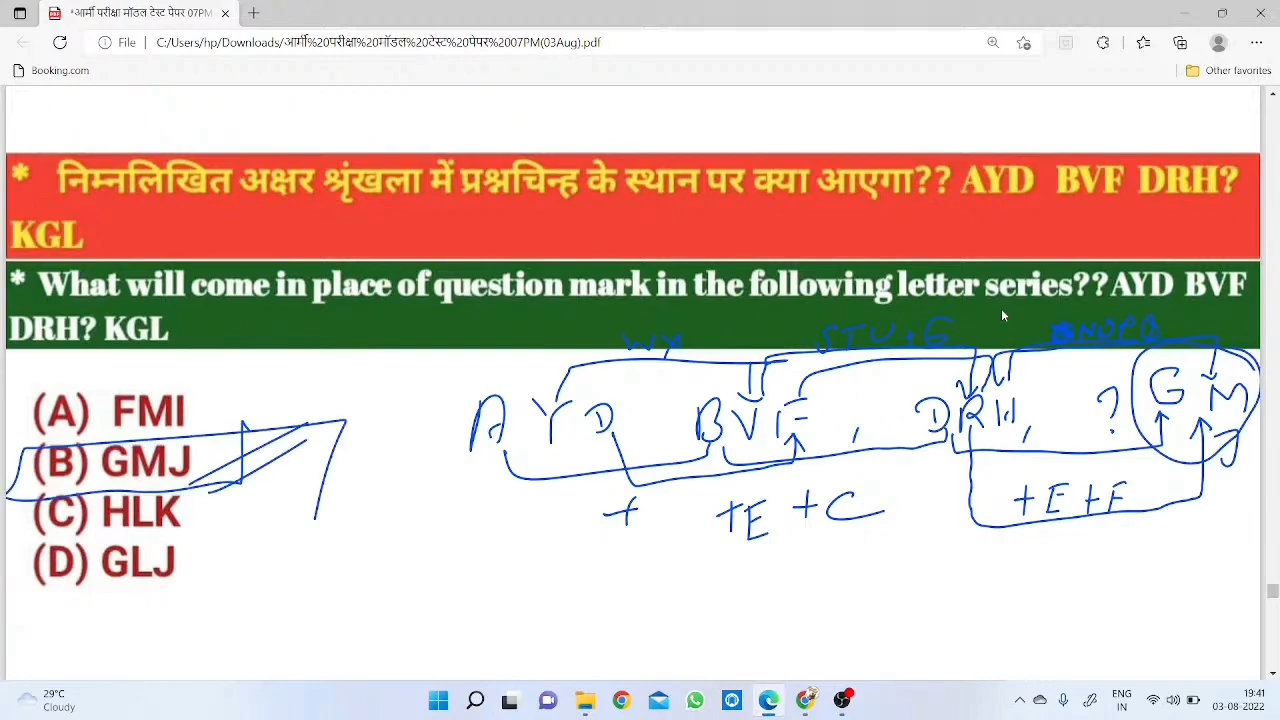 *आर्मी परीक्षा मॉडल टेस्ट पेपर 07PM
File
C:/Users/hp/Downloads/आर्मी%20परीक्षा%20मॉडल%20टेस्ट%20पेपर%2007PM(03Aug).pdf
Booking.com
Other favorites
* निम्नलिखित अक्षर श्रृंखला में प्रश्नचिन्ह के स्थान पर क्या आएगा?? AYD BVF DRH?
KGL
* What will come in place of question mark in the following letter series??AYD BVF
DRH? KGL
WX
(A) FMI
(B) GMJ
(C) HLK
(D) GLJ
A Y D B V F , D R H , ? G M
J
+ +E +C +E +F
29°C
Cloudy
ENG
IN
19:41
03-08-2022